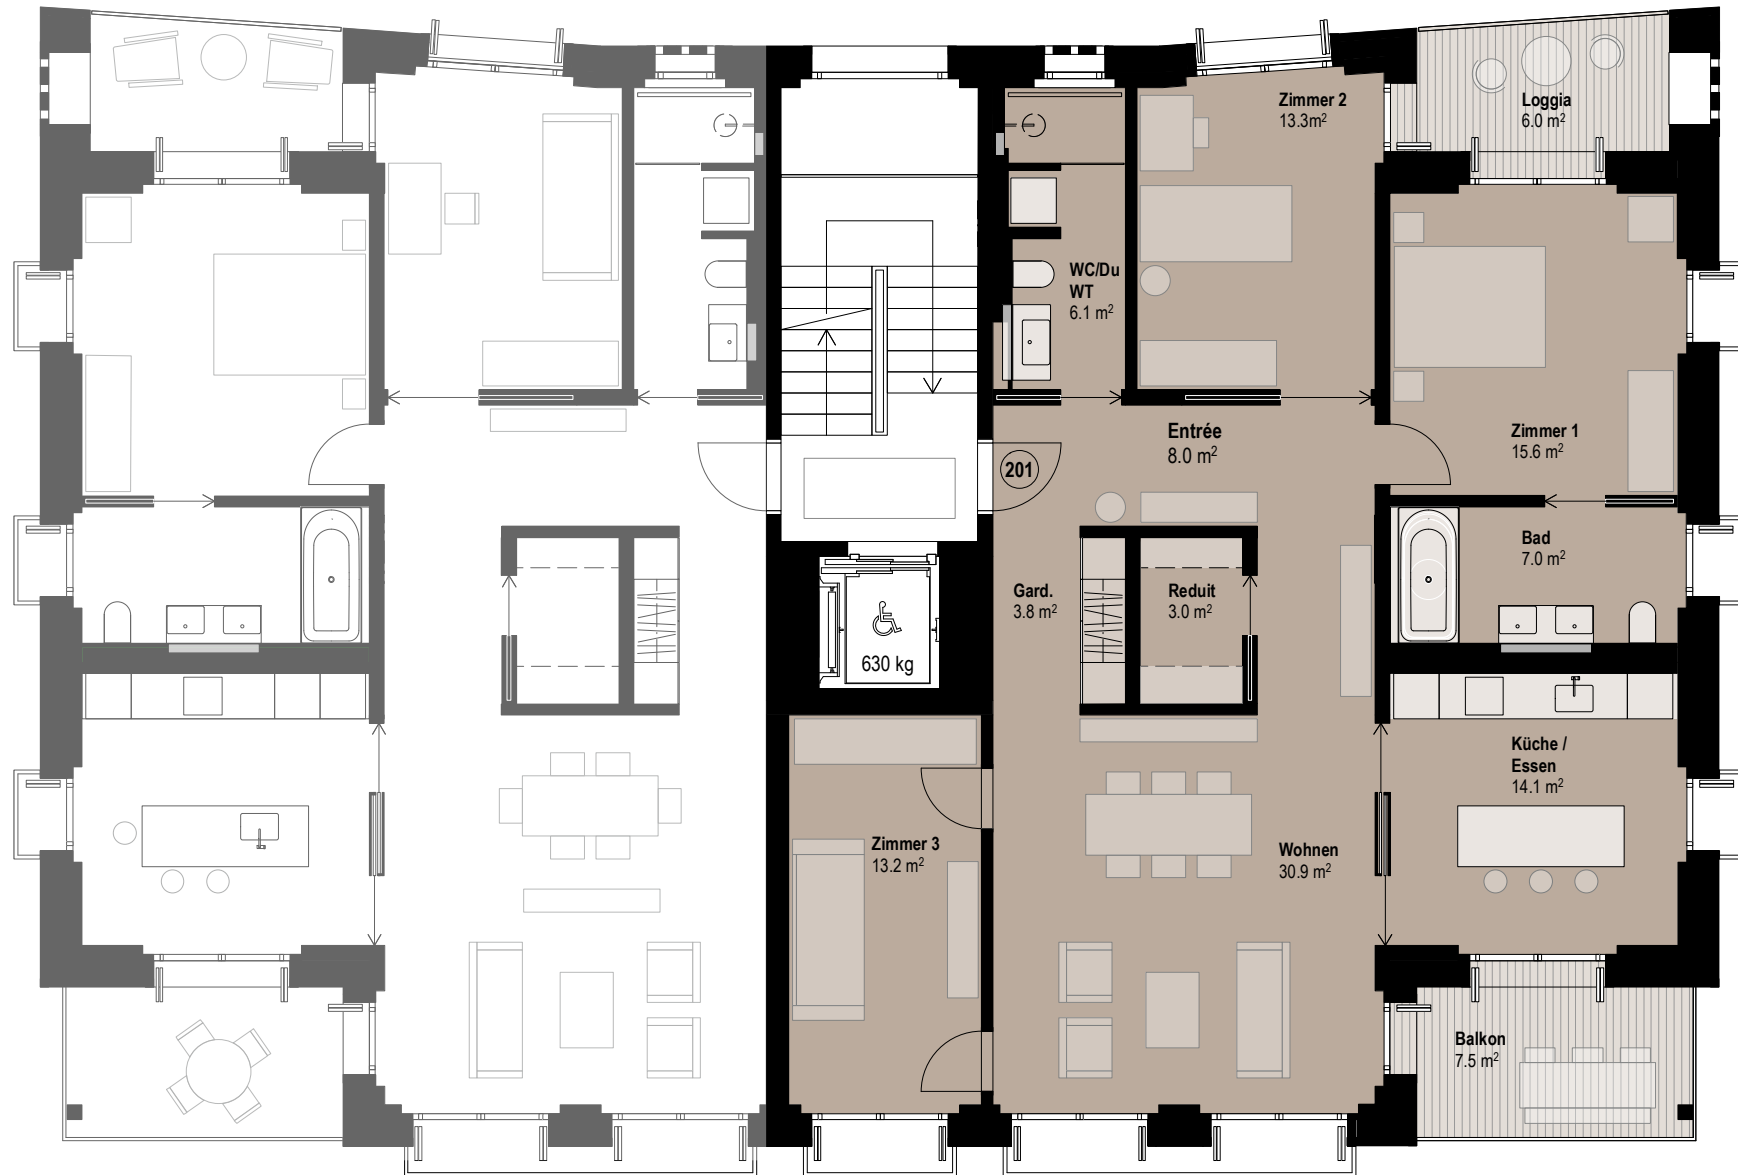 Zimmer 2
13.3m²
Loggia
6.0 m²
WC/Du
WT
6.1 m²
Entrée
8.0 m²
Zimmer 1
15.6 m²
201
Bad
7.0 m²
Gard.
3.8 m²
Reduit
3.0 m²
630 kg
Küche /
Essen
14.1 m²
Zimmer 3
13.2 m²
Wohnen
30.9 m²
Balkon
7.5 m²